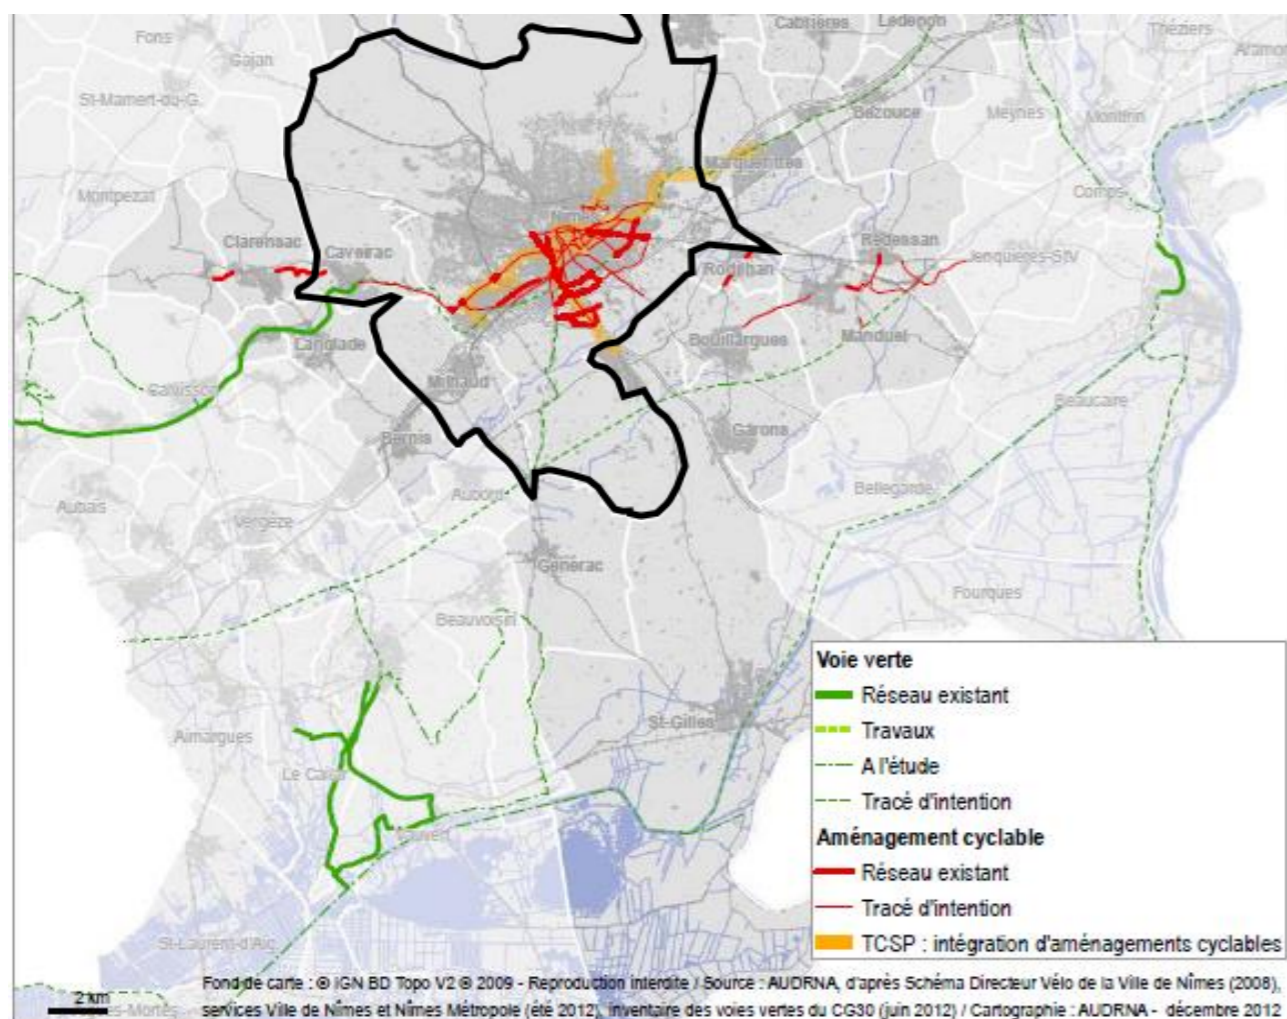 Cabrières
Ledenon
Théziers
Aramon
Fons
Gajan
St-Mamert-du-G.
Bezouce
Meynes
Montfrin
Marguerittes
Montpezat
Comps
Nîmes
Clarensac
Caveirac
Redessan
Jonquières-StV
Rodilhan
Langlade
Bouillargues
Manduel
Milhaud
Calvisson
Beaucaire
Bernis
Garons
Aubord
Bellegarde
Aubais
Vergèze
Générac
Fourques
Beauvoisin
St-Gilles
Aimargues
Le Cailar
Vauvert
St-Laurent-d'Aig
Voie verte
Réseau existant
Travaux
A l'étude
Tracé d'intention
Aménagement cyclable
Réseau existant
Tracé d'intention
TCSP : intégration d'aménagements cyclables
2 km
Fond de carte : © IGN BD Topo V2 © 2009 - Reproduction interdite / Source : AUDRNA, d'après Schéma Directeur Vélo de la Ville de Nîmes (2008),
services Ville de Nîmes et Nîmes Métropole (été 2012), Inventaire des voies vertes du CG30 (juin 2012) / Cartographie : AUDRNA - décembre 2012